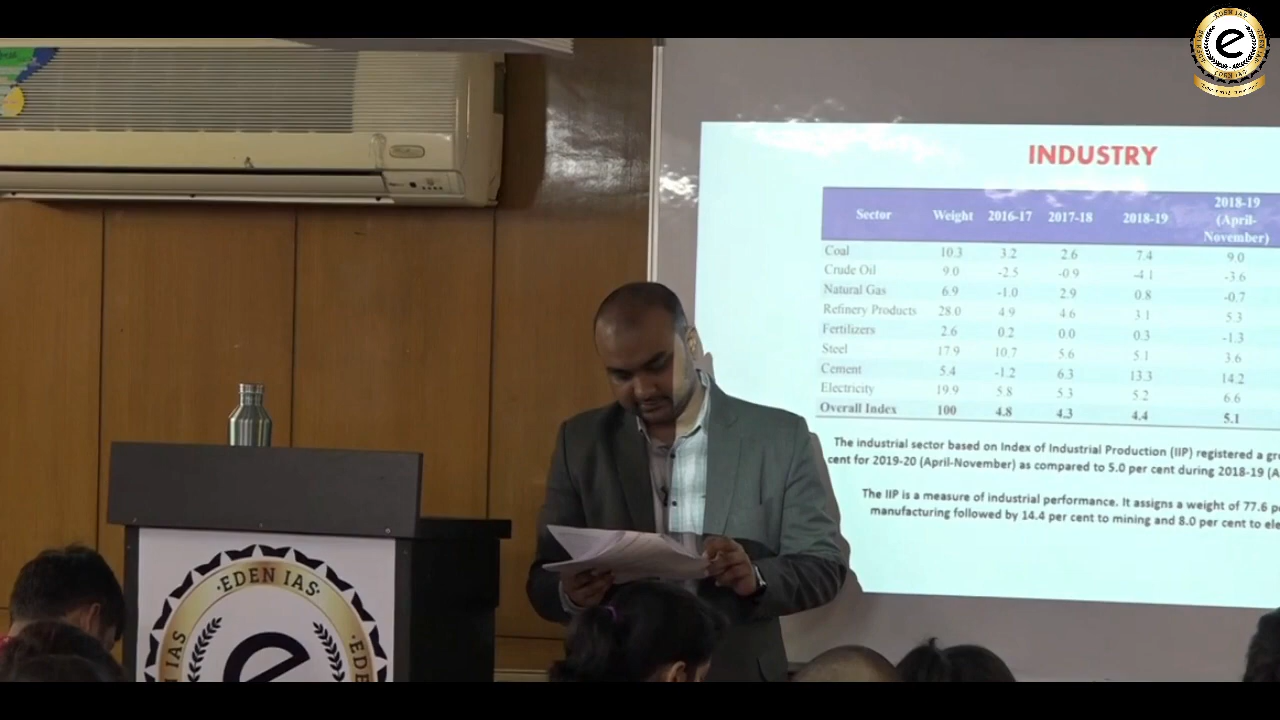 EDEN IAS
e
EDEN IAS
INDUSTRY
Sector Weight 2016-17 2017-18 2018-19 2018-19 (April-November)
Coal 10.3 3.2 2.6 7.4 9.0
Crude Oil 9.0 -2.5 -0.9 -4.1 -3.6
Natural Gas 6.9 -1.0 2.9 0.8 -0.7
Refinery Products 28.0 4.9 4.6 3.1 5.3
Fertilizers 2.6 0.2 0.0 0.3 -1.3
Steel 17.9 10.7 5.6 5.1 3.6
Cement 5.4 -1.2 6.3 13.3 14.2
Electricity 19.9 5.8 5.3 5.2 6.6
Overall Index 100 4.8 4.3 4.4 5.1
The industrial sector based on Index of Industrial Production (IIP) registered a gr
cent for 2019-20 (April-November) as compared to 5.0 per cent during 2018-19 (A
The IIP is a measure of industrial performance. It assigns a weight of 77.6 p
manufacturing followed by 14.4 per cent to mining and 8.0 per cent to ele
·EDEN IAS·
IAS
e
EDE